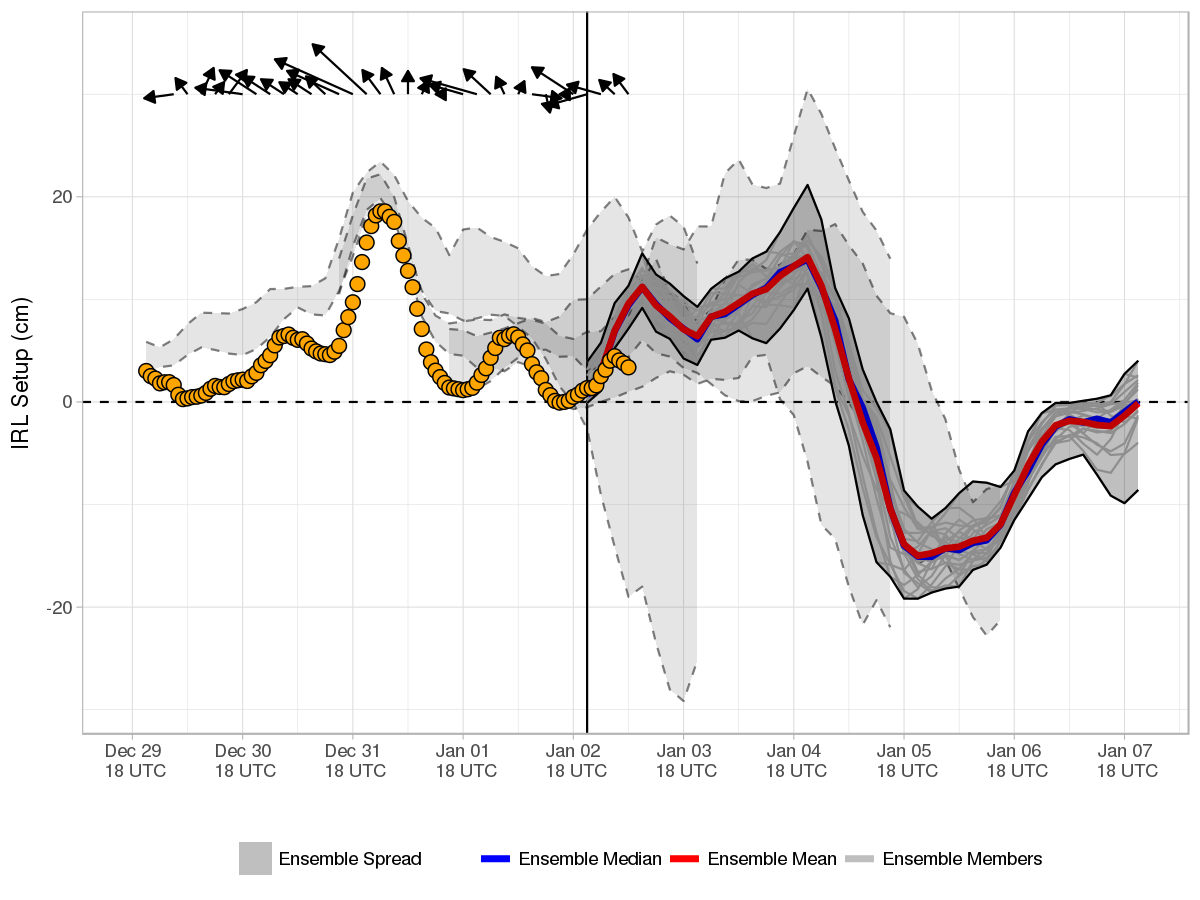 IRL Setup (cm)
20
0
-20
Dec 29 Dec 30 Dec 31 Jan 01 Jan 02 Jan 03 Jan 04 Jan 05 Jan 06 Jan 07
18 UTC 18 UTC 18 UTC 18 UTC 18 UTC 18 UTC 18 UTC 18 UTC 18 UTC 18 UTC
Ensemble Spread Ensemble Median Ensemble Mean Ensemble Members